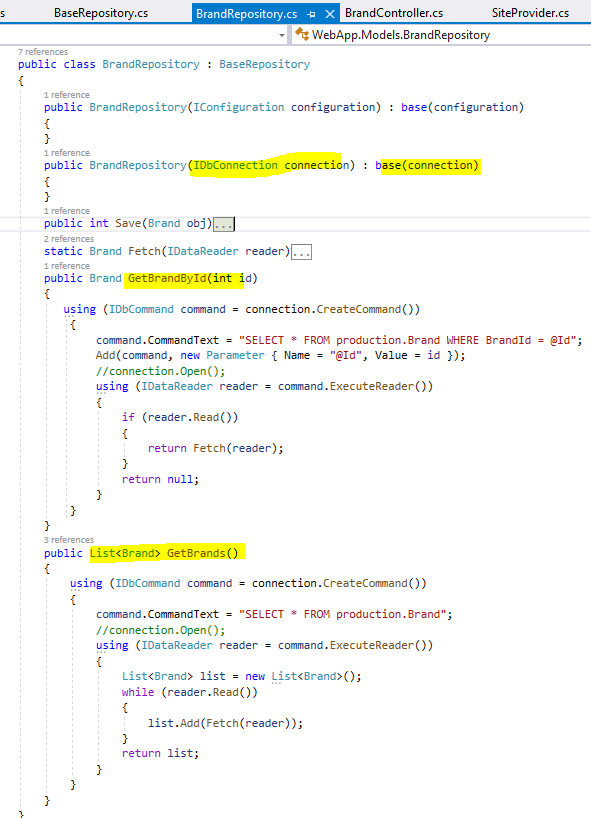 s BaseRepository.cs BrandRepository.cs BrandController.cs SiteProvider.cs
WebApp.Models.BrandRepository
7 references
public class BrandRepository : BaseRepository
{
1 reference
public BrandRepository(IConfiguration configuration) : base(configuration)
{
}
1 reference
public BrandRepository(IDbConnection connection) : base(connection)
{
}
1 reference
public int Save(Brand obj)...
2 references
static Brand Fetch(IDataReader reader)...
1 reference
public Brand GetBrandById(int id)
{
using (IDbCommand command = connection.CreateCommand())
{
command.CommandText = "SELECT * FROM production.Brand WHERE BrandId = @Id";
Add(command, new Parameter { Name = "@Id", Value = id });
//connection.Open();
using (IDataReader reader = command.ExecuteReader())
{
if (reader.Read())
{
return Fetch(reader);
}
return null;
}
}
}
3 references
public List<Brand> GetBrands()
{
using (IDbCommand command = connection.CreateCommand())
{
command.CommandText = "SELECT * FROM production.Brand";
//connection.Open();
using (IDataReader reader = command.ExecuteReader())
{
List<Brand> list = new List<Brand>();
while (reader.Read())
{
list.Add(Fetch(reader));
}
return list;
}
}
}
}